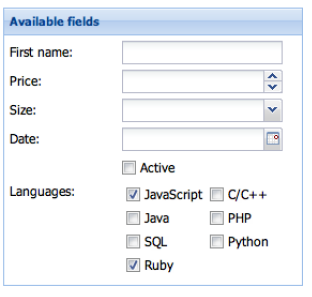 Available fields
First name:
Price:
Size:
Date:
Active
Languages: JavaScript C/C++
Java PHP
SQL Python
Ruby